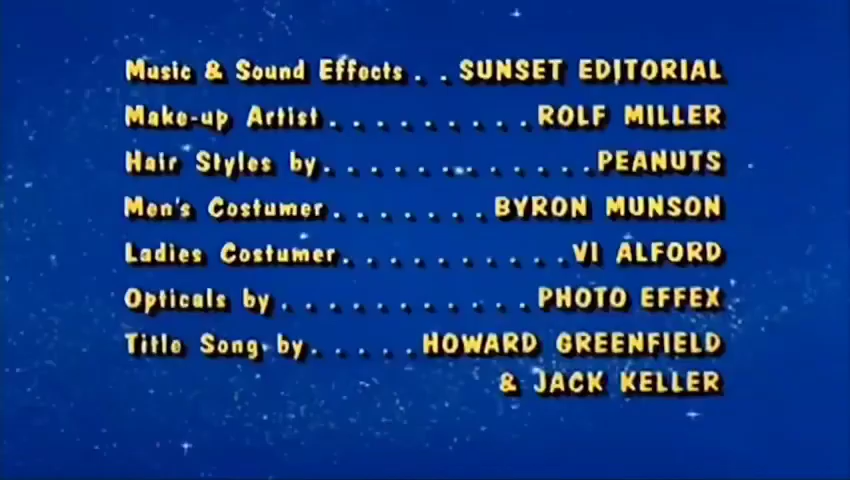 Music & Sound Effects . . SUNSET EDITORIAL
Make-up Artist . . . . . . . . . ROLF MILLER
Hair Styles by . . . . . . . . . . . . PEANUTS
Men's Costumer . . . . . . . BYRON MUNSON
Ladies Costumer . . . . . . . . . . VI ALFORD
Opticals by . . . . . . . . . . . PHOTO EFFEX
Title Song by . . . . . HOWARD GREENFIELD
& JACK KELLER